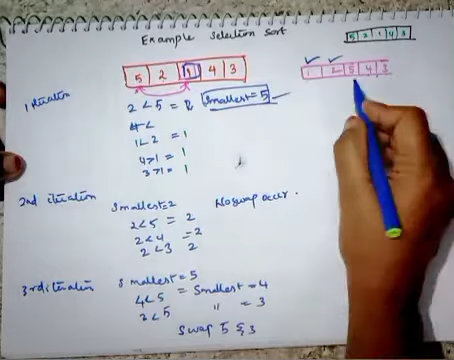 Example Selection sort
5 2 1 4 3
5 2 1 4 3
1 2 5 4 3
1 iteration
2<5 = 2 Smallest=5
4<
1<2 = 1
4>1 = 1
3>1 = 1
2nd iteration Smallest=2 No swap occur.
2<5 = 2
2<4 = 2
2<3 2
3rd iteration Smallest=5
4<5 = Smallest=4
3<5 " = 3
Swap 5 & 3